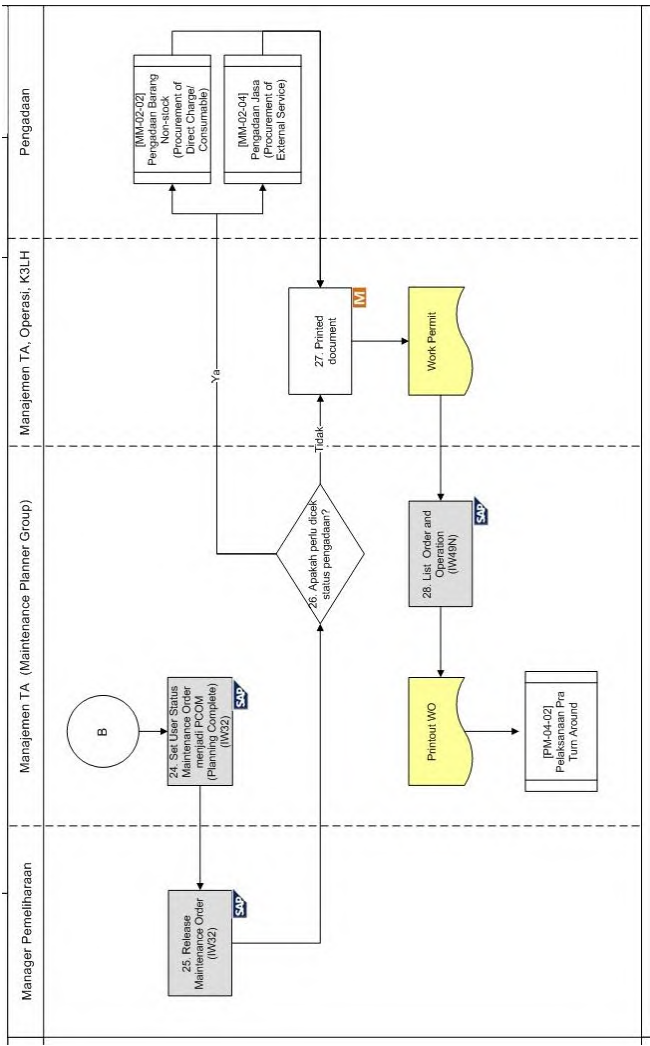 Manager Pemeliharaan
Manajemen TA  (Maintenance Planner Group)
Manajemen TA, Operasi, K3LH
Pengadaan
B
24. Set User Status
Maintenance Order
menjadi PCOM
(Planning Complete)
(IW32)
SAP
25. Release
Maintenance Order
(IW32)
SAP
26. Apakah perlu dicek
status pengadaan?
Ya
Tidak
[MM-02-02]
Pengadaan Barang
Non-stock
(Procurement of
Direct Charge/
Consumable)
[MM-02-04]
Pengadaan Jasa
(Procurement of
External Service)
27. Printed
document
M
Work Permit
28. List  Order and
Operation
(IW49N)
SAP
Printout WO
[PM-04-02]
Pelaksanaan Pra
Turn Around